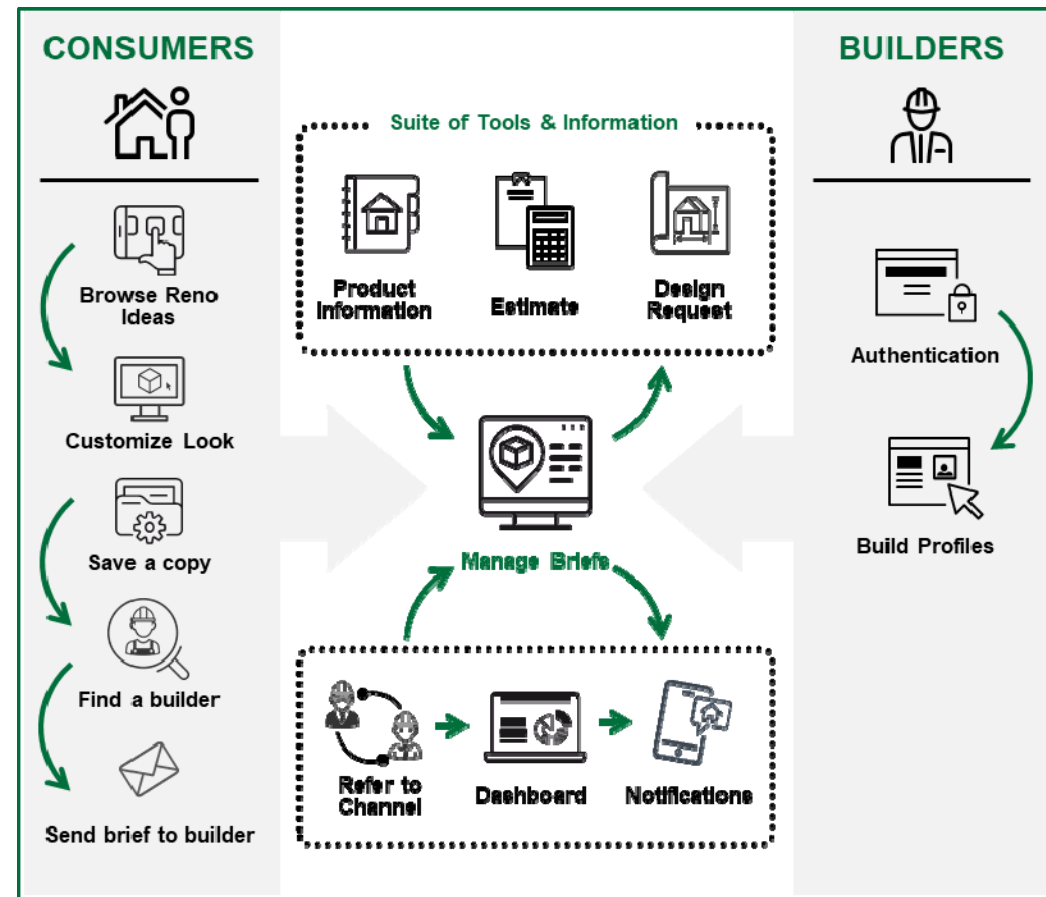 CONSUMERS
Browse Reno
Ideas
Customize Look
Save a copy
Find a builder
Send brief to builder
Suite of Tools & Information
Product
Information
Estimate
Design
Request
Manage Briefs
Refer to
Channel
Dashboard
Notifications
BUILDERS
Authentication
Build Profiles